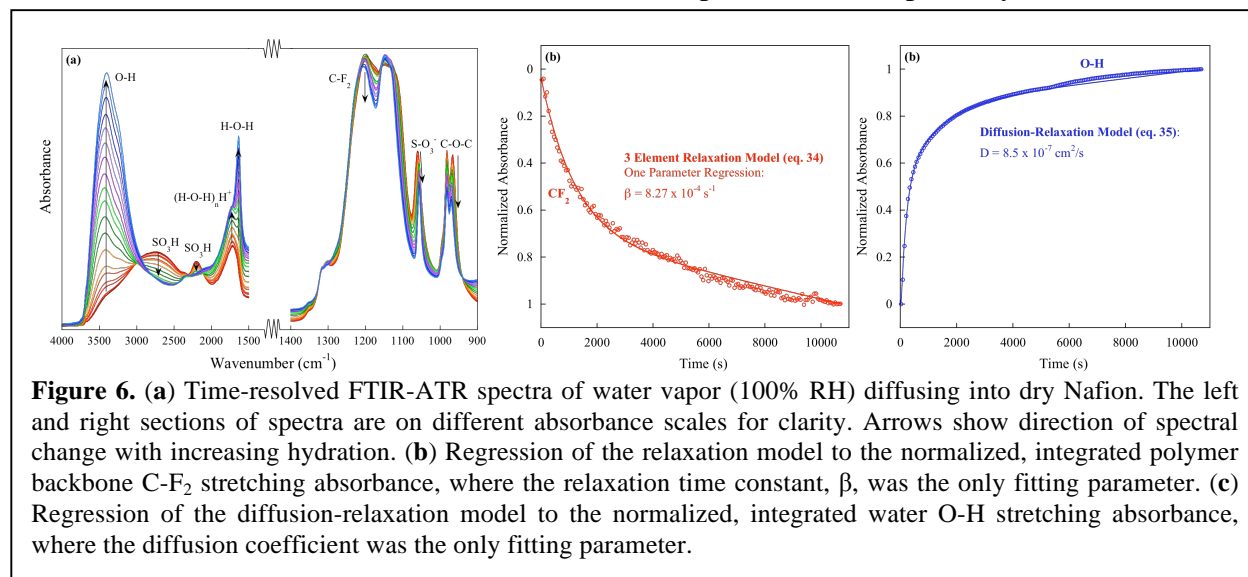 (a)
O-H
C-F₂
H-O-H
S-O₃⁻
C-O-C
(H-O-H)ₙH⁺
SO₃H
SO₃H
Absorbance
4000 3500 3000 2500 2000 1500 1400 1300 1200 1100 1000 900
Wavenumber (cm⁻¹)
(b)
0
0.2
0.4
0.6
0.8
1
Normalized Absorbance
3 Element Relaxation Model (eq. 34)
One Parameter Regression:
β = 8.27 x 10⁻⁴ s⁻¹
CF₂
0 2000 4000 6000 8000 10000
Time (s)
(b)
O-H
1
0.8
0.6
0.4
0.2
0
Normalized Absorbance
Diffusion-Relaxation Model (eq. 35):
D = 8.5 x 10⁻⁷ cm²/s
0 2000 4000 6000 8000 10000
Time (s)
Figure 6. (a) Time-resolved FTIR-ATR spectra of water vapor (100% RH) diffusing into dry Nafion. The left
and right sections of spectra are on different absorbance scales for clarity. Arrows show direction of spectral
change with increasing hydration. (b) Regression of the relaxation model to the normalized, integrated polymer
backbone C-F₂ stretching absorbance, where the relaxation time constant, β, was the only fitting parameter. (c)
Regression of the diffusion-relaxation model to the normalized, integrated water O-H stretching absorbance,
where the diffusion coefficient was the only fitting parameter.